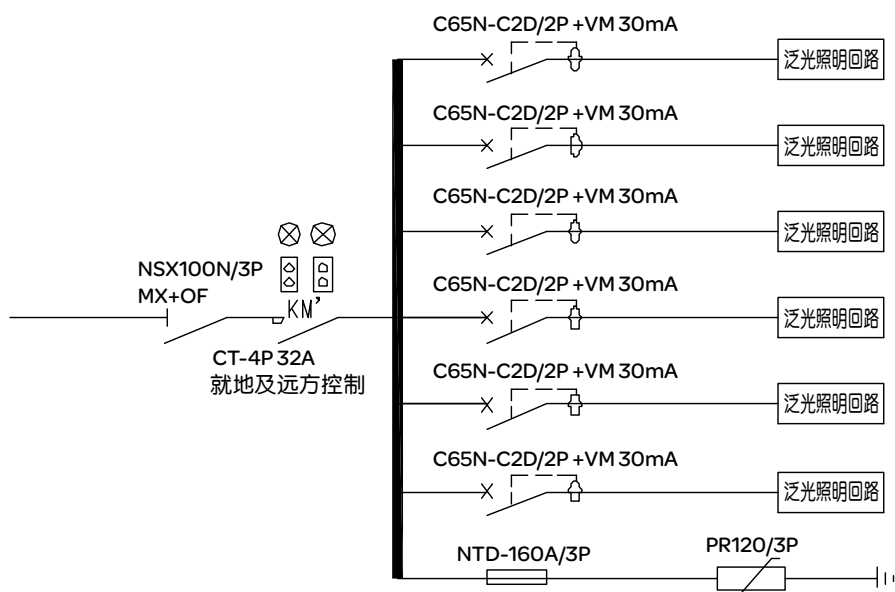 C65N-C2D/2P +VM 30mA
泛光照明回路
C65N-C2D/2P +VM 30mA
泛光照明回路
C65N-C2D/2P +VM 30mA
泛光照明回路
NSX100N/3P
MX+OF
KM'
CT-4P 32A
就地及远方控制
C65N-C2D/2P +VM 30mA
泛光照明回路
C65N-C2D/2P +VM 30mA
泛光照明回路
C65N-C2D/2P +VM 30mA
泛光照明回路
NTD-160A/3P
PR120/3P